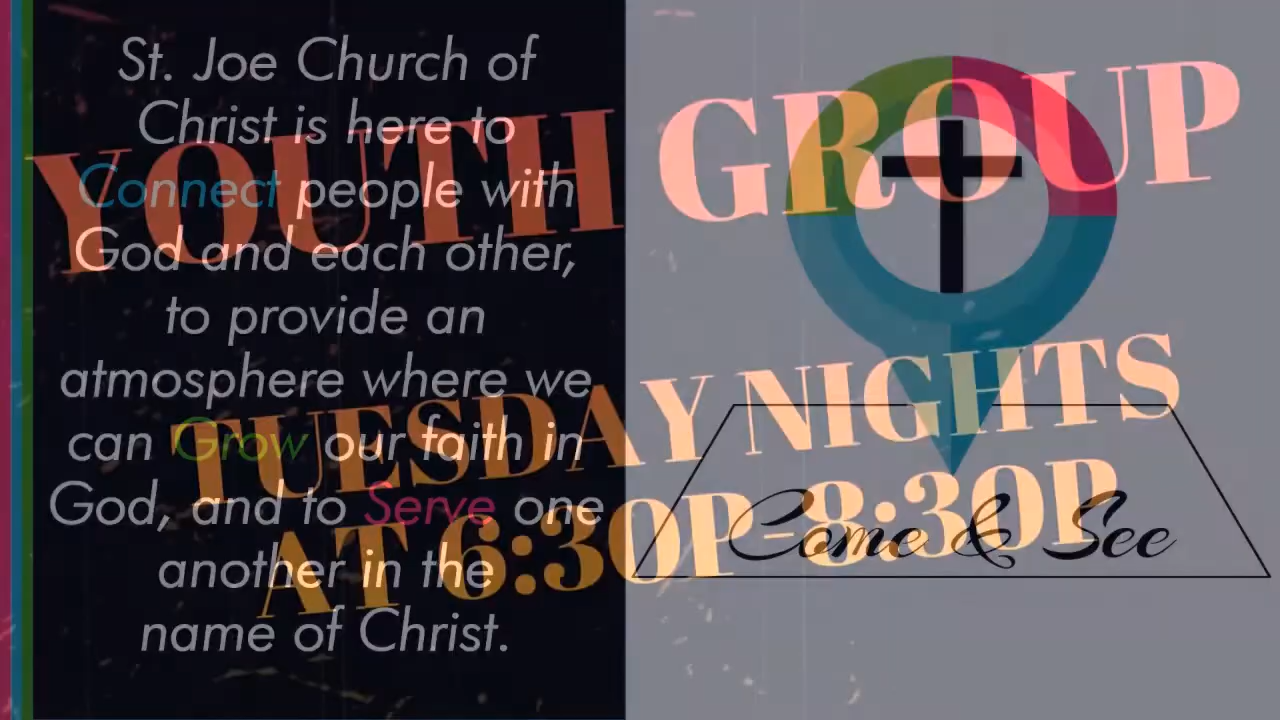 St. Joe Church of
Christ is here to
Connect people with
God and each other,
to provide an
atmosphere where we
can Grow our faith in
God, and to Serve one
another in the
name of Christ.
YOUTH GROUP
TUESDAY NIGHTS
AT 6:30P-8:30P
Come & See